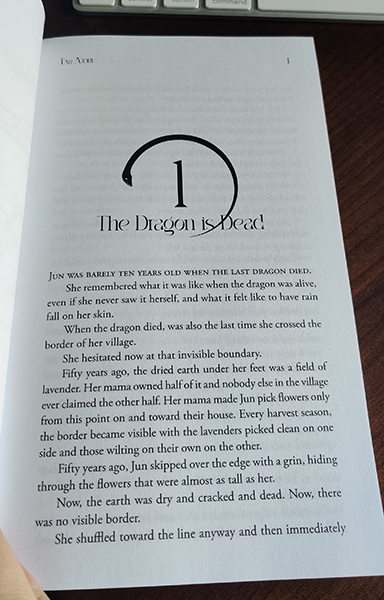 control
option
command
1
1
The Dragon is Dead
JUN WAS BARELY TEN YEARS OLD WHEN THE LAST DRAGON DIED.
She remembered what it was like when the dragon was alive,
even if she never saw it herself, and what it felt like to have rain
fall on her skin.
When the dragon died, was also the last time she crossed the
border of her village.
She hesitated now at that invisible boundary.
Fifty years ago, the dried earth under her feet was a field of
lavender. Her mama owned half of it and nobody else in the village
ever claimed the other half. Her mama made Jun pick flowers only
from this point on and toward their house. Every harvest season,
the border became visible with the lavenders picked clean on one
side and those wilting on their own on the other.
Fifty years ago, Jun skipped over the edge with a grin, hiding
through the flowers that were almost as tall as her.
Now, the earth was dry and cracked and dead. Now, there
was no visible border.
She shuffled toward the line anyway and then immediately